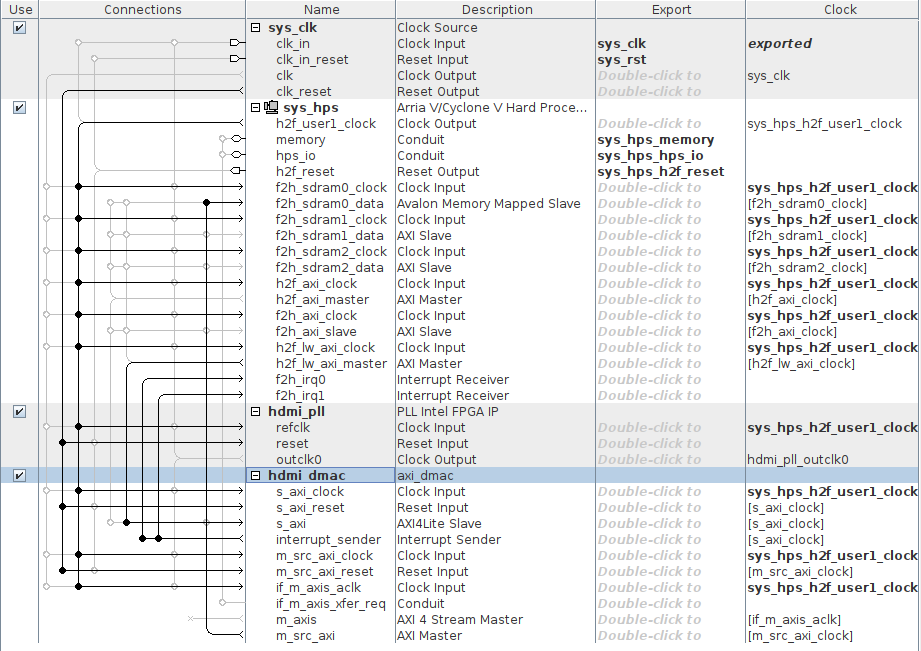 Use Connections Name Description Export Clock
sys_clk Clock Source
clk_in Clock Input sys_clk exported
clk_in_reset Reset Input sys_rst
clk Clock Output Double-click to sys_clk
clk_reset Reset Output Double-click to
sys_hps Arria V/Cyclone V Hard Proce...
h2f_user1_clock Clock Output Double-click to sys_hps_h2f_user1_clock
memory Conduit sys_hps_memory
hps_io Conduit sys_hps_hps_io
h2f_reset Reset Output sys_hps_h2f_reset
f2h_sdram0_clock Clock Input Double-click to sys_hps_h2f_user1_clock
f2h_sdram0_data Avalon Memory Mapped Slave Double-click to [f2h_sdram0_clock]
f2h_sdram1_clock Clock Input Double-click to sys_hps_h2f_user1_clock
f2h_sdram1_data AXI Slave Double-click to [f2h_sdram1_clock]
f2h_sdram2_clock Clock Input Double-click to sys_hps_h2f_user1_clock
f2h_sdram2_data AXI Slave Double-click to [f2h_sdram2_clock]
h2f_axi_clock Clock Input Double-click to sys_hps_h2f_user1_clock
h2f_axi_master AXI Master Double-click to [h2f_axi_clock]
f2h_axi_clock Clock Input Double-click to sys_hps_h2f_user1_clock
f2h_axi_slave AXI Slave Double-click to [f2h_axi_clock]
h2f_lw_axi_clock Clock Input Double-click to sys_hps_h2f_user1_clock
h2f_lw_axi_master AXI Master Double-click to [h2f_lw_axi_clock]
f2h_irq0 Interrupt Receiver Double-click to
f2h_irq1 Interrupt Receiver Double-click to
hdmi_pll PLL Intel FPGA IP
refclk Clock Input Double-click to sys_hps_h2f_user1_clock
reset Reset Input Double-click to
outclk0 Clock Output Double-click to hdmi_pll_outclk0
hdmi_dmac axi_dmac
s_axi_clock Clock Input Double-click to sys_hps_h2f_user1_clock
s_axi_reset Reset Input Double-click to [s_axi_clock]
s_axi AXI4Lite Slave Double-click to [s_axi_clock]
interrupt_sender Interrupt Sender Double-click to [s_axi_clock]
m_src_axi_clock Clock Input Double-click to sys_hps_h2f_user1_clock
m_src_axi_reset Reset Input Double-click to [m_src_axi_clock]
if_m_axis_aclk Clock Input Double-click to sys_hps_h2f_user1_clock
if_m_axis_xfer_req Conduit Double-click to
m_axis AXI 4 Stream Master Double-click to [if_m_axis_aclk]
m_src_axi AXI Master Double-click to [m_src_axi_clock]